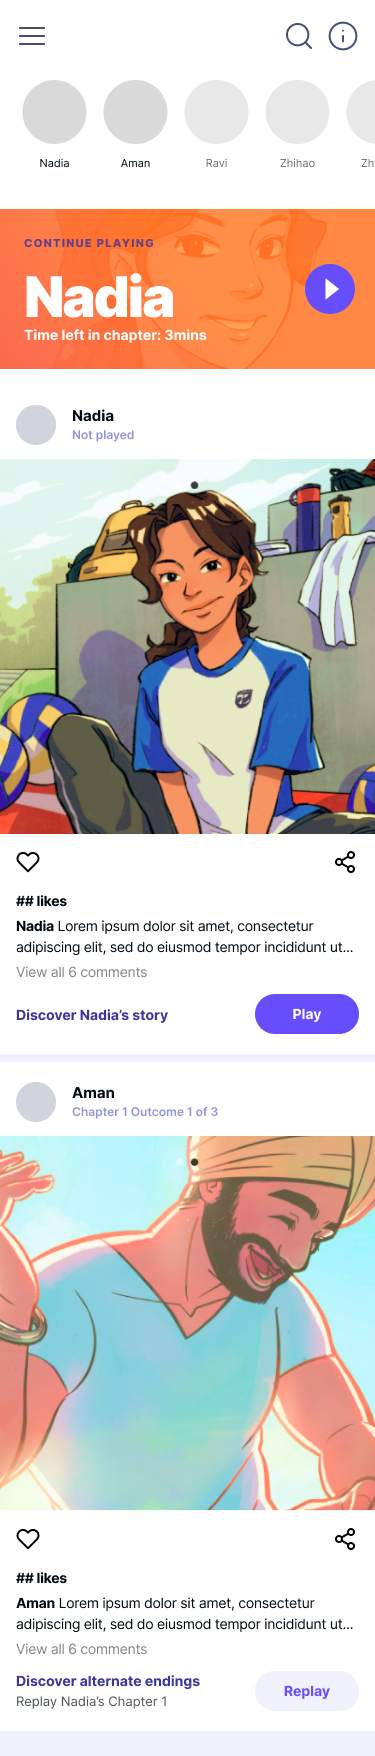 Nadia
Aman
Ravi
Zhihao
Zh
CONTINUE PLAYING
Nadia
Time left in chapter: 3mins
Nadia
Not played
## likes
Nadia Lorem ipsum dolor sit amet, consectetur
adipiscing elit, sed do eiusmod tempor incididunt ut...
View all 6 comments
Discover Nadia’s story
Play
Aman
Chapter 1 Outcome 1 of 3
## likes
Aman Lorem ipsum dolor sit amet, consectetur
adipiscing elit, sed do eiusmod tempor incididunt ut...
View all 6 comments
Discover alternate endings
Replay Nadia’s Chapter 1
Replay